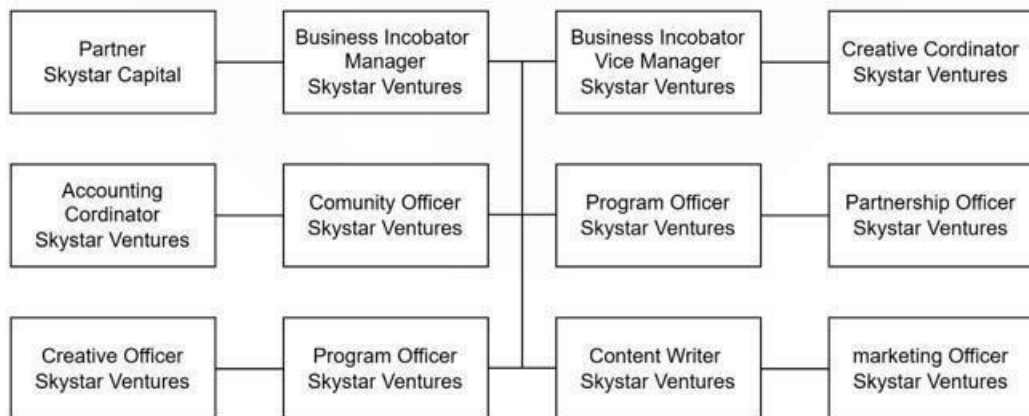 Partner
Skystar Capital
Business Incobator
Manager
Skystar Ventures
Business Incobator
Vice Manager
Skystar Ventures
Creative Cordinator
Skystar Ventures
Accounting
Cordinator
Skystar Ventures
Comunity Officer
Skystar Ventures
Program Officer
Skystar Ventures
Partnership Officer
Skystar Ventures
Creative Officer
Skystar Ventures
Program Officer
Skystar Ventures
Content Writer
Skystar Ventures
marketing Officer
Skystar Ventures